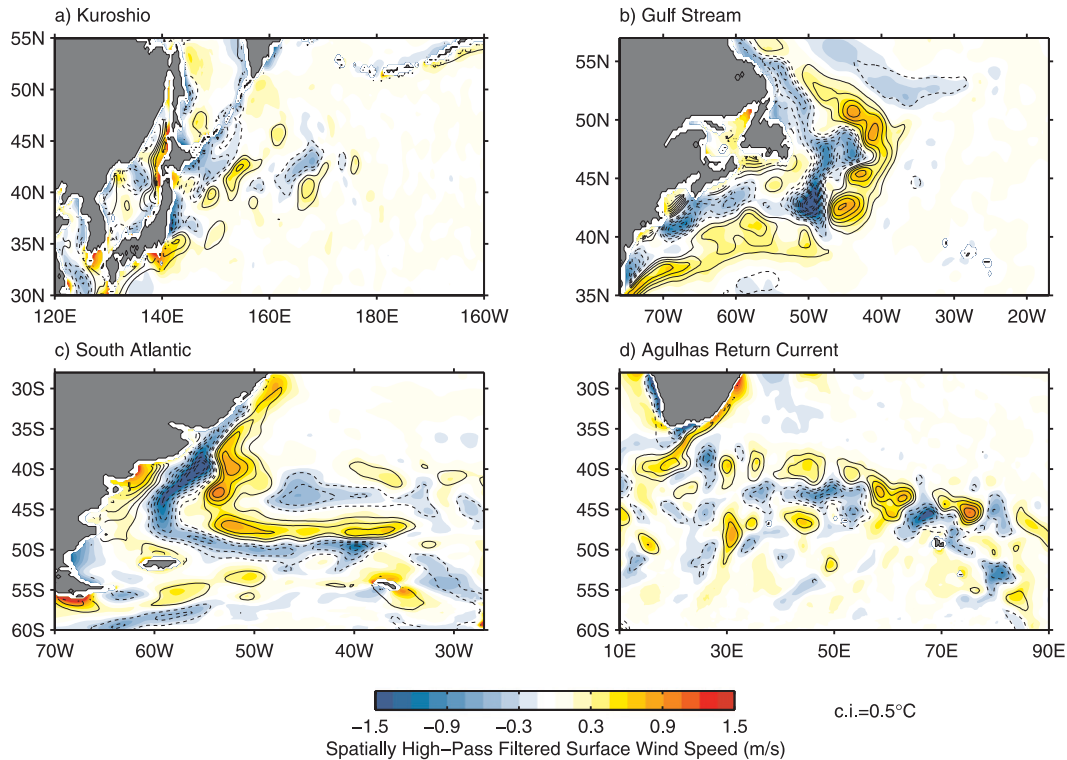 a) Kuroshio
55N
50N
45N
40N
35N
30N
120E 140E 160E 180E 160W
b) Gulf Stream
55N
50N
45N
40N
35N
70W 60W 50W 40W 30W 20W
c) South Atlantic
30S
35S
40S
45S
50S
55S
60S
70W 60W 50W 40W 30W
d) Agulhas Return Current
30S
35S
40S
45S
50S
55S
60S
10E 30E 50E 70E 90E
−1.5 −0.9 −0.3 0.3 0.9 1.5
Spatially High−Pass Filtered Surface Wind Speed (m/s)
c.i.=0.5°C